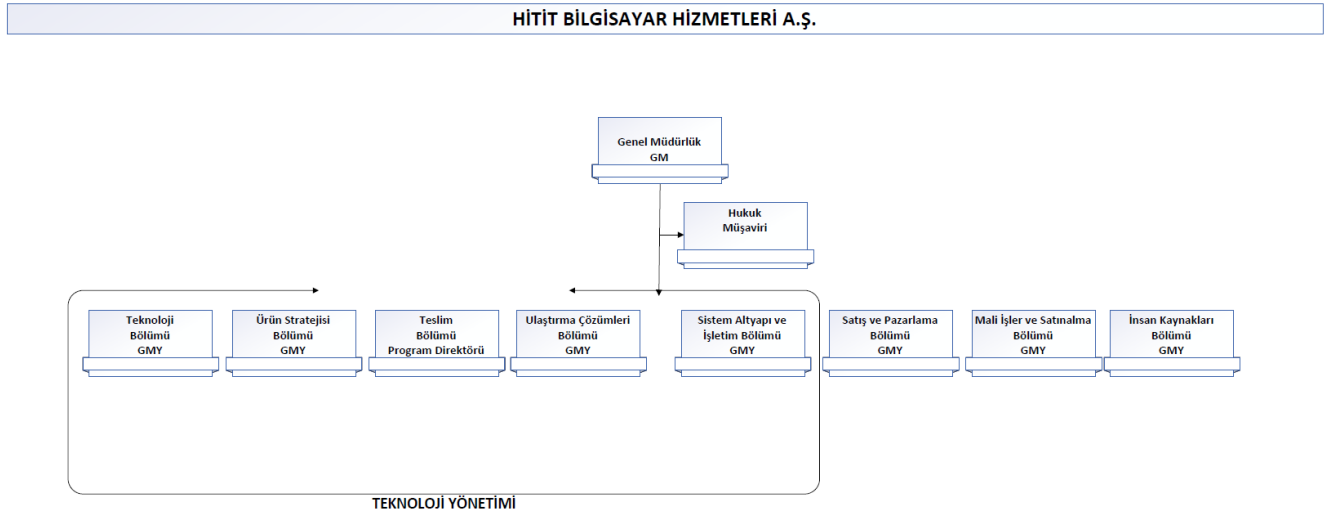 HİTİT BİLGİSAYAR HİZMETLERİ A.Ş.
Genel Müdürlük
GM
Hukuk
Müşaviri
Teknoloji
Bölümü
GMY
Ürün Stratejisi
Bölümü
GMY
Teslim
Bölümü
Program Direktörü
Ulaştırma Çözümleri
Bölümü
GMY
Sistem Altyapı ve
İşletim Bölümü
GMY
Satış ve Pazarlama
Bölümü
GMY
Mali İşler ve Satınalma
Bölümü
GMY
İnsan Kaynakları
Bölümü
GMY
TEKNOLOJİ YÖNETİMİ